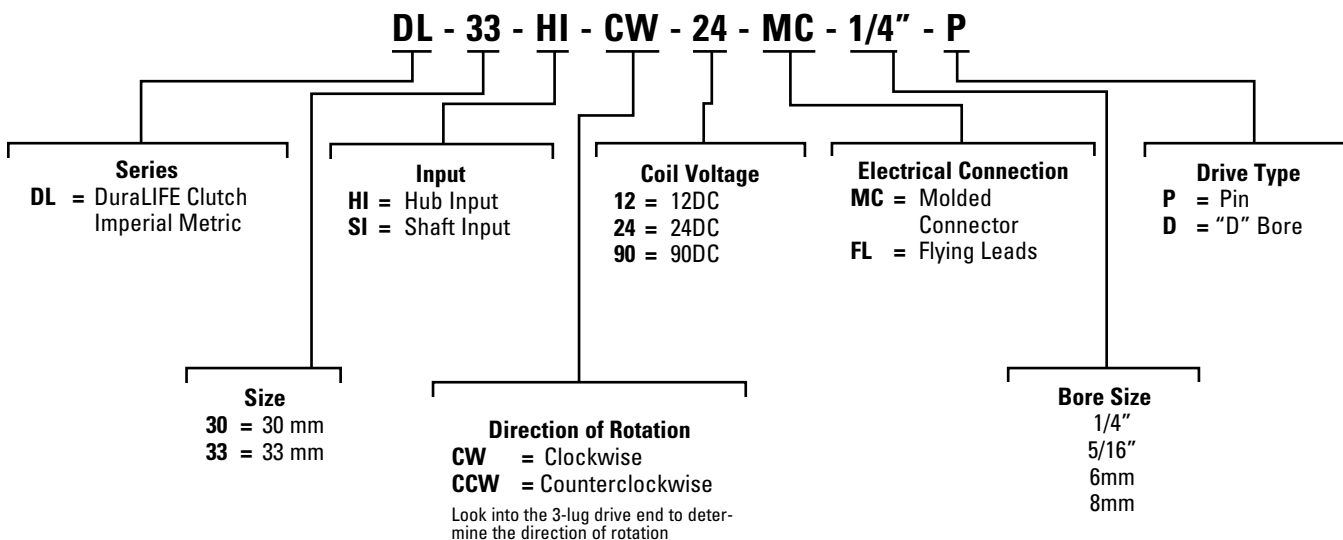 DL - 33 - HI - CW - 24 - MC - 1/4” - P
Series
DL = DuraLIFE Clutch
Imperial Metric
Input
HI = Hub Input
SI = Shaft Input
Coil Voltage
12 = 12DC
24 = 24DC
90 = 90DC
Electrical Connection
MC = Molded
Connector
FL = Flying Leads
Drive Type
P = Pin
D = “D” Bore
Size
30 = 30 mm
33 = 33 mm
Direction of Rotation
CW = Clockwise
CCW = Counterclockwise
Look into the 3-lug drive end to deter-
mine the direction of rotation
Bore Size
1/4”
5/16”
6mm
8mm